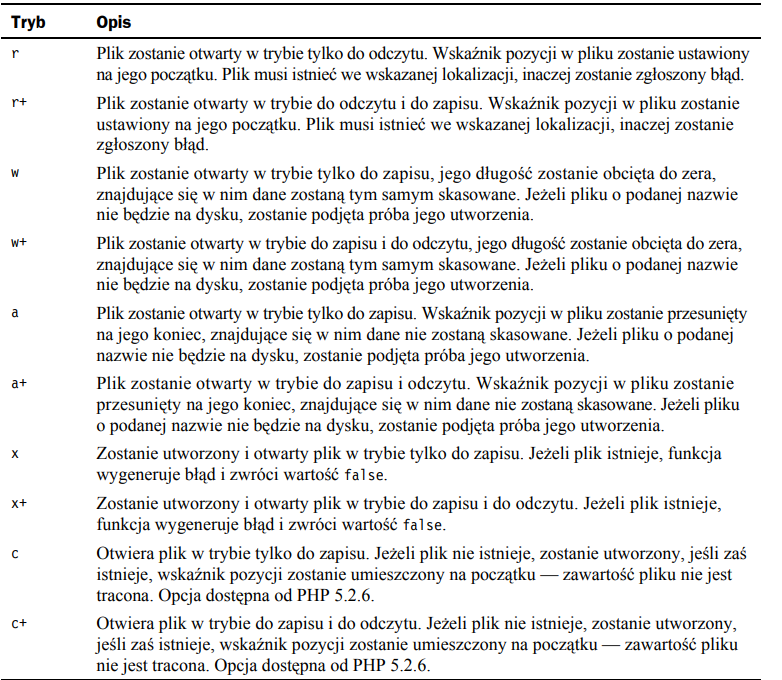 Tryb Opis
r Plik zostanie otwarty w trybie tylko do odczytu. Wskaźnik pozycji w pliku zostanie ustawiony
na jego początku. Plik musi istnieć we wskazanej lokalizacji, inaczej zostanie zgłoszony błąd.
r+ Plik zostanie otwarty w trybie do odczytu i do zapisu. Wskaźnik pozycji w pliku zostanie
ustawiony na jego początku. Plik musi istnieć we wskazanej lokalizacji, inaczej zostanie
zgłoszony błąd.
w Plik zostanie otwarty w trybie tylko do zapisu, jego długość zostanie obcięta do zera,
znajdujące się w nim dane zostaną tym samym skasowane. Jeżeli pliku o podanej nazwie
nie będzie na dysku, zostanie podjęta próba jego utworzenia.
w+ Plik zostanie otwarty w trybie do zapisu i do odczytu, jego długość zostanie obcięta do zera,
znajdujące się w nim dane zostaną tym samym skasowane. Jeżeli pliku o podanej nazwie
nie będzie na dysku, zostanie podjęta próba jego utworzenia.
a Plik zostanie otwarty w trybie tylko do zapisu. Wskaźnik pozycji w pliku zostanie przesunięty
na jego koniec, znajdujące się w nim dane nie zostaną skasowane. Jeżeli pliku o podanej
nazwie nie będzie na dysku, zostanie podjęta próba jego utworzenia.
a+ Plik zostanie otwarty w trybie do zapisu i odczytu. Wskaźnik pozycji w pliku zostanie
przesunięty na jego koniec, znajdujące się w nim dane nie zostaną skasowane. Jeżeli pliku
o podanej nazwie nie będzie na dysku, zostanie podjęta próba jego utworzenia.
x Zostanie utworzony i otwarty plik w trybie tylko do zapisu. Jeżeli plik istnieje, funkcja
wygeneruje błąd i zwróci wartość false.
x+ Zostanie utworzony i otwarty plik w trybie do zapisu i do odczytu. Jeżeli plik istnieje,
funkcja wygeneruje błąd i zwróci wartość false.
c Otwiera plik w trybie tylko do zapisu. Jeżeli plik nie istnieje, zostanie utworzony, jeśli zaś
istnieje, wskaźnik pozycji zostanie umieszczony na początku — zawartość pliku nie jest
tracona. Opcja dostępna od PHP 5.2.6.
c+ Otwiera plik w trybie do zapisu i do odczytu. Jeżeli plik nie istnieje, zostanie utworzony,
jeśli zaś istnieje, wskaźnik pozycji zostanie umieszczony na początku — zawartość pliku
nie jest tracona. Opcja dostępna od PHP 5.2.6.